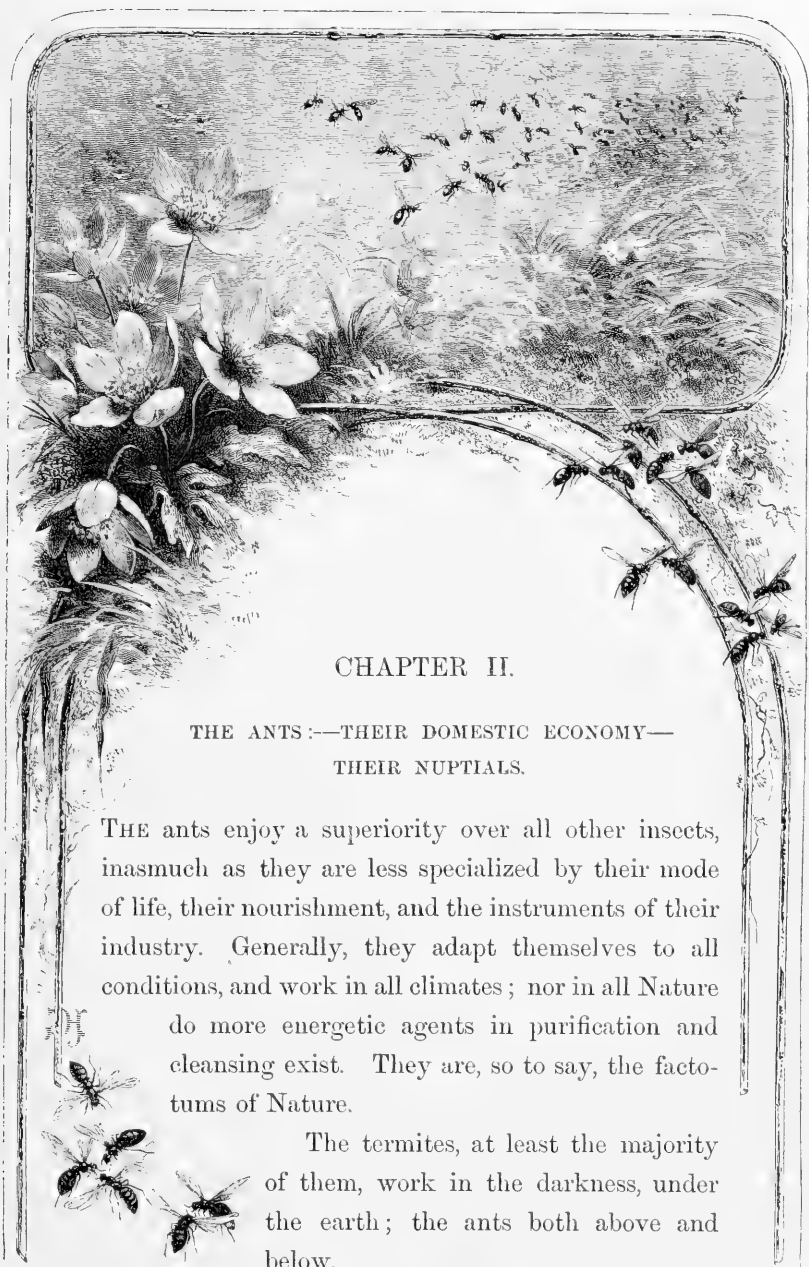 CHAPTER II.
THE ANTS:—THEIR DOMESTIC ECONOMY—
THEIR NUPTIALS.
THE ants enjoy a superiority over all other insects,
inasmuch as they are less specialized by their mode
of life, their nourishment, and the instruments of their
industry. Generally, they adapt themselves to all
conditions, and work in all climates; nor in all Nature
do more energetic agents in purification and
cleansing exist. They are, so to say, the facto-
tums of Nature.
The termites, at least the majority
of them, work in the darkness, under
the earth; the ants both above and
below.